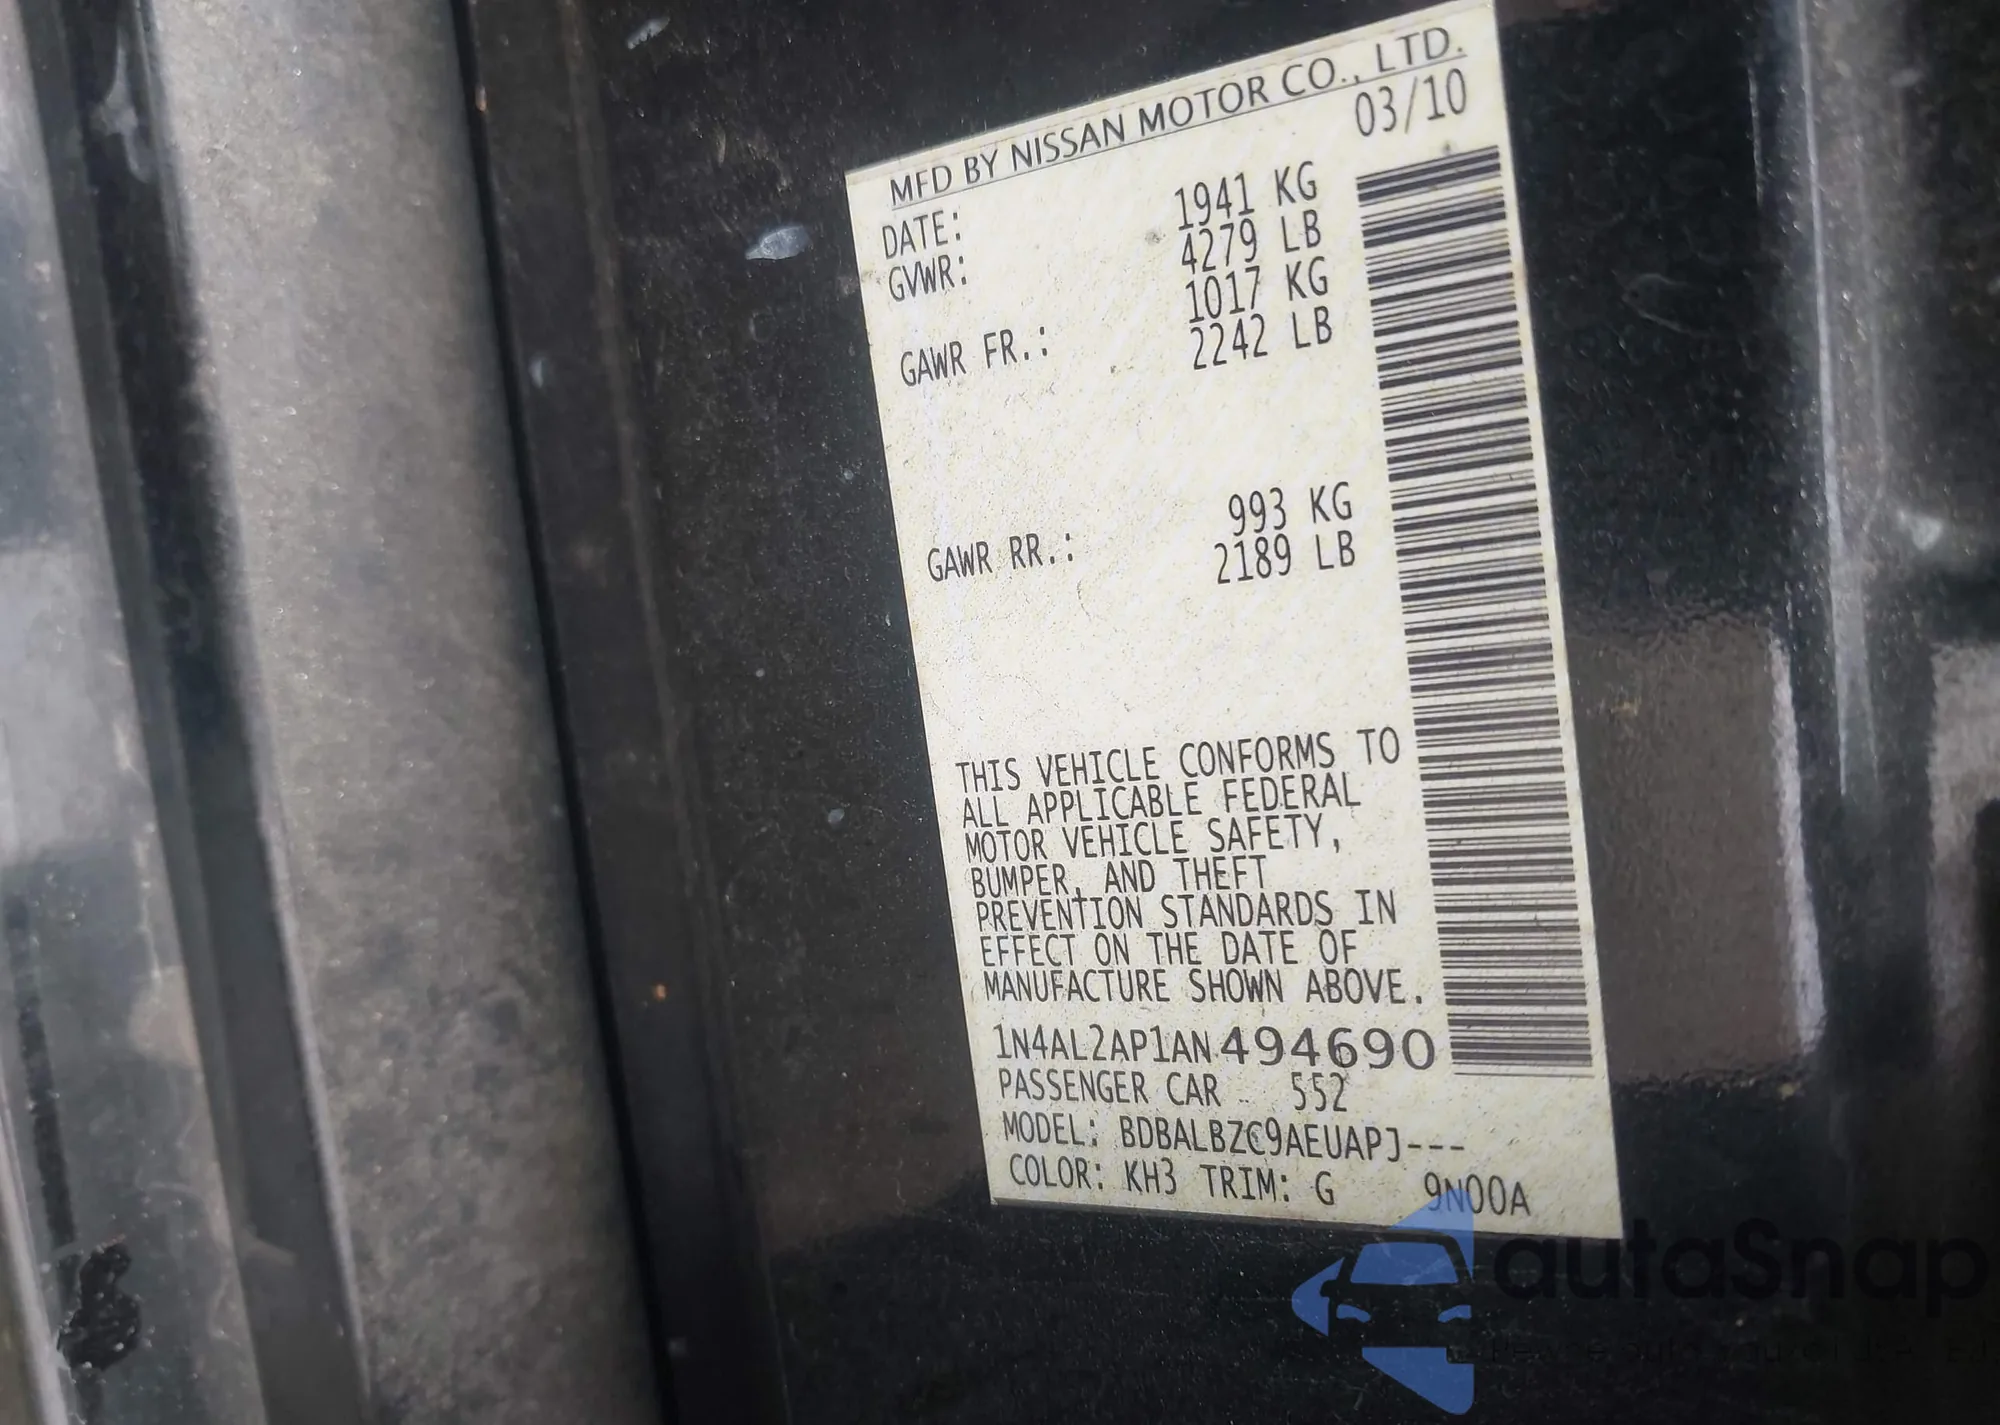 MFD BY NISSAN MOTOR CO., LTD.
DATE: 03/10
GVWR: 1941 KG
4279 LB
GAWR FR.: 1017 KG
2242 LB
GAWR RR.: 993 KG
2189 LB
THIS VEHICLE CONFORMS TO
ALL APPLICABLE FEDERAL
MOTOR VEHICLE SAFETY,
BUMPER, AND THEFT
PREVENTION STANDARDS IN
EFFECT ON THE DATE OF
MANUFACTURE SHOWN ABOVE.
1N4AL2AP1AN494690
PASSENGER CAR 552
MODEL: BDBALBZC9AEUAPJ---
COLOR: KH3 TRIM: G 9N00A
autaSnap